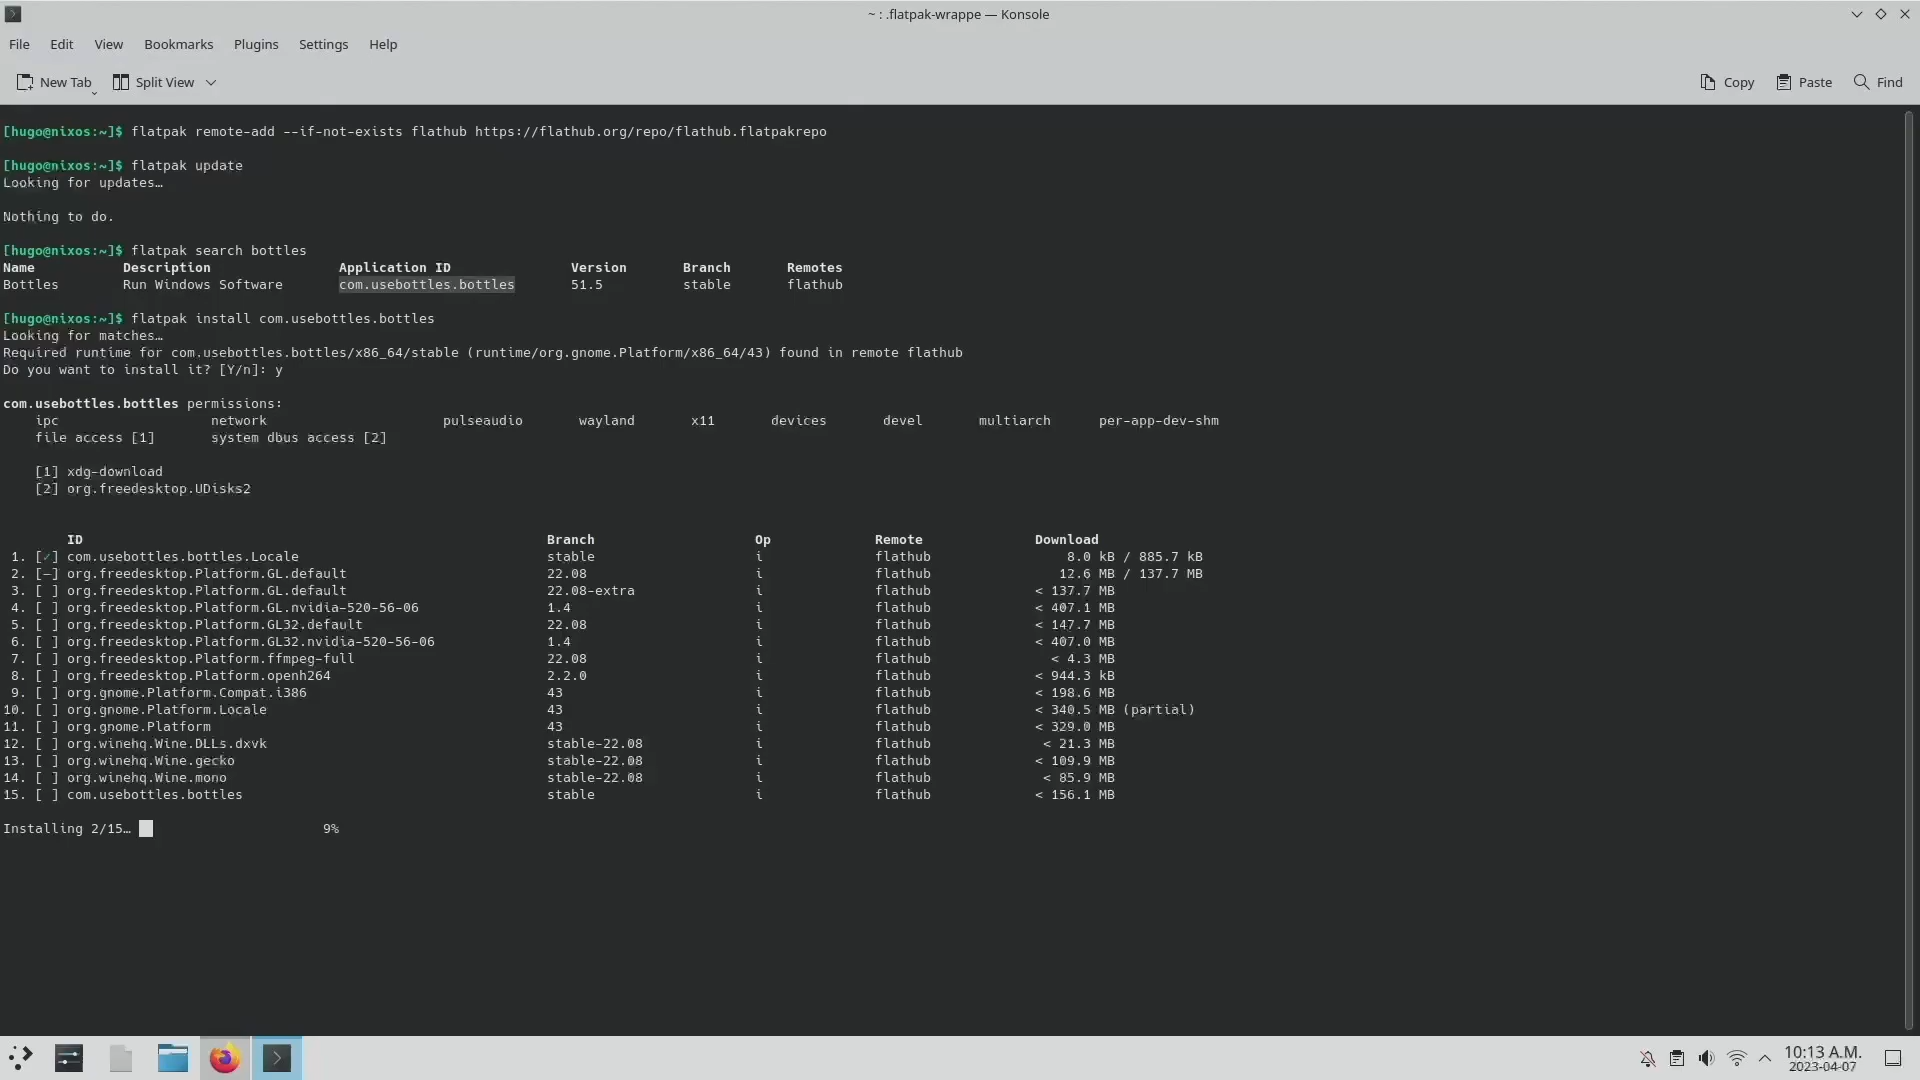 ~ : .flatpak-wrappe — Konsole
File Edit View Bookmarks Plugins Settings Help
New Tab Split View Copy Paste Find
[hugo@nixos:~]$ flatpak remote-add --if-not-exists flathub https://flathub.org/repo/flathub.flatpakrepo
[hugo@nixos:~]$ flatpak update
Looking for updates…
Nothing to do.
[hugo@nixos:~]$ flatpak search bottles
Name Description Application ID Version Branch Remotes
Bottles Run Windows Software com.usebottles.bottles 51.5 stable flathub
[hugo@nixos:~]$ flatpak install com.usebottles.bottles
Looking for matches…
Required runtime for com.usebottles.bottles/x86_64/stable (runtime/org.gnome.Platform/x86_64/43) found in remote flathub
Do you want to install it? [Y/n]: y
com.usebottles.bottles permissions:
ipc network pulseaudio wayland x11 devices devel multiarch per-app-dev-shm
file access [1] system dbus access [2]
[1] xdg-download
[2] org.freedesktop.UDisks2
ID Branch Op Remote Download
1. [✓] com.usebottles.bottles.Locale stable i flathub 8.0 kB / 885.7 kB
2. [—] org.freedesktop.Platform.GL.default 22.08 i flathub 12.6 MB / 137.7 MB
3. [ ] org.freedesktop.Platform.GL.default 22.08-extra i flathub < 137.7 MB
4. [ ] org.freedesktop.Platform.GL.nvidia-520-56-06 1.4 i flathub < 407.1 MB
5. [ ] org.freedesktop.Platform.GL32.default 22.08 i flathub < 147.7 MB
6. [ ] org.freedesktop.Platform.GL32.nvidia-520-56-06 1.4 i flathub < 407.0 MB
7. [ ] org.freedesktop.Platform.ffmpeg-full 22.08 i flathub < 4.3 MB
8. [ ] org.freedesktop.Platform.openh264 2.2.0 i flathub < 944.3 kB
9. [ ] org.gnome.Platform.Compat.i386 43 i flathub < 198.6 MB
10. [ ] org.gnome.Platform.Locale 43 i flathub < 340.5 MB (partial)
11. [ ] org.gnome.Platform 43 i flathub < 329.0 MB
12. [ ] org.winehq.Wine.DLLs.dxvk stable-22.08 i flathub < 21.3 MB
13. [ ] org.winehq.Wine.gecko stable-22.08 i flathub < 109.9 MB
14. [ ] org.winehq.Wine.mono stable-22.08 i flathub < 85.9 MB
15. [ ] com.usebottles.bottles stable i flathub < 156.1 MB
Installing 2/15… 9%
10:13 A.M.
2023-04-07